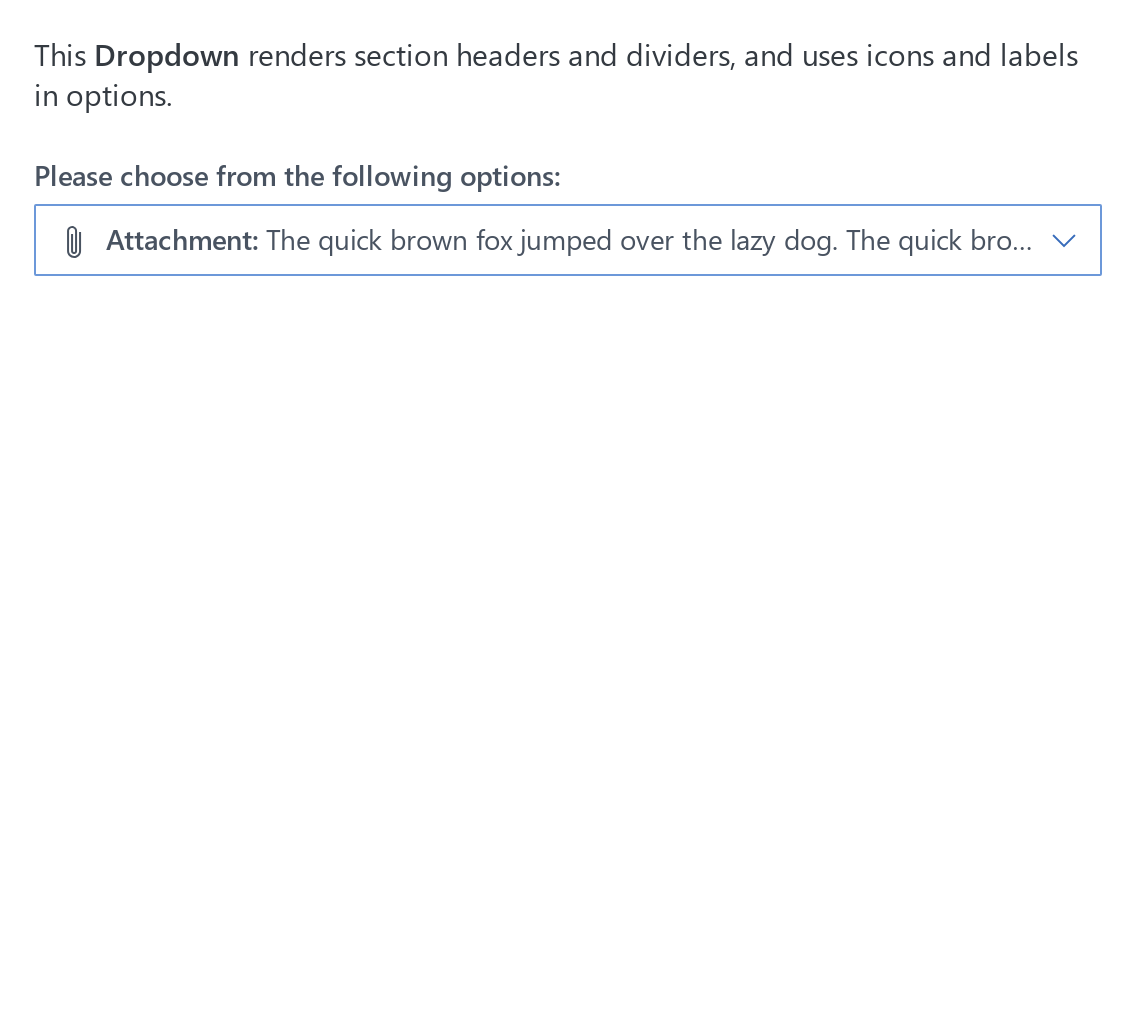 This Dropdown renders section headers and dividers, and uses icons and labels
in options.
Please choose from the following options:
Attachment: The quick brown fox jumped over the lazy dog. The quick bro...